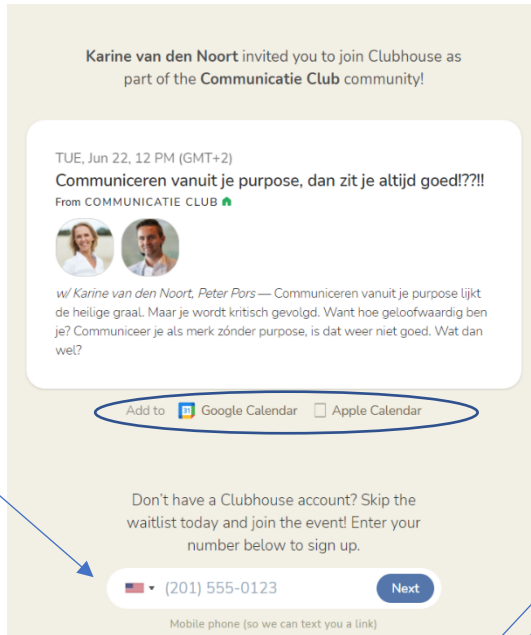 Karine van den Noort invited you to join Clubhouse as
part of the Communicatie Club community!
TUE, Jun 22, 12 PM (GMT+2)
Communiceren vanuit je purpose, dan zit je altijd goed!??!!
From COMMUNICATIE CLUB
w/ Karine van den Noort, Peter Pors — Communiceren vanuit je purpose lijkt
de heilige graal. Maar je wordt kritisch gevolgd. Want hoe geloofwaardig ben
je? Communiceer je als merk zónder purpose, is dat weer niet goed. Wat dan
wel?
Add to 31 Google Calendar Apple Calendar
Don't have a Clubhouse account? Skip the
waitlist today and join the event! Enter your
number below to sign up.
(201) 555-0123 Next
Mobile phone (so we can text you a link)